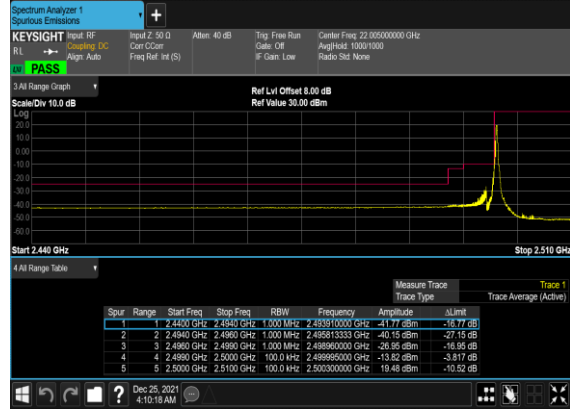 Spectrum Analyzer 1
Spurious Emissions
KEYSIGHT Input: RF Input Z: 50 Ω Atten: 40 dB Trig: Free Run Center Freq: 22.005000000 GHz
RL Coupling: DC Corr CCorr Gate: Off Avg|Hold: 1000/1000
Align: Auto Freq Ref: Int (S) IF Gain: Low Radio Std: None
PASS
3 All Range Graph
Ref Lvl Offset 8.00 dB
Scale/Div 10.0 dB Ref Value 30.00 dBm
Log
20.0
10.0
0.00
-10.0
-20.0
-30.0
-40.0
-50.0
-60.0
Start 2.440 GHz Stop 2.510 GHz
4 All Range Table
Measure Trace Trace 1
Trace Type Trace Average (Active)
Spur Range Start Freq Stop Freq RBW Frequency Amplitude ΔLimit
1 1 2.4400 GHz 2.4940 GHz 1.000 MHz 2.493910000 GHz -41.77 dBm -16.77 dB
2 2 2.4940 GHz 2.4960 GHz 1.000 MHz 2.495813333 GHz -40.15 dBm -27.15 dB
3 3 2.4960 GHz 2.4990 GHz 1.000 MHz 2.498960000 GHz -26.95 dBm -16.95 dB
4 4 2.4990 GHz 2.5000 GHz 100.0 kHz 2.499995000 GHz -13.82 dBm -3.817 dB
5 5 2.5000 GHz 2.5100 GHz 100.0 kHz 2.500300000 GHz 19.48 dBm -10.52 dB
Dec 25, 2021
4:10:18 AM